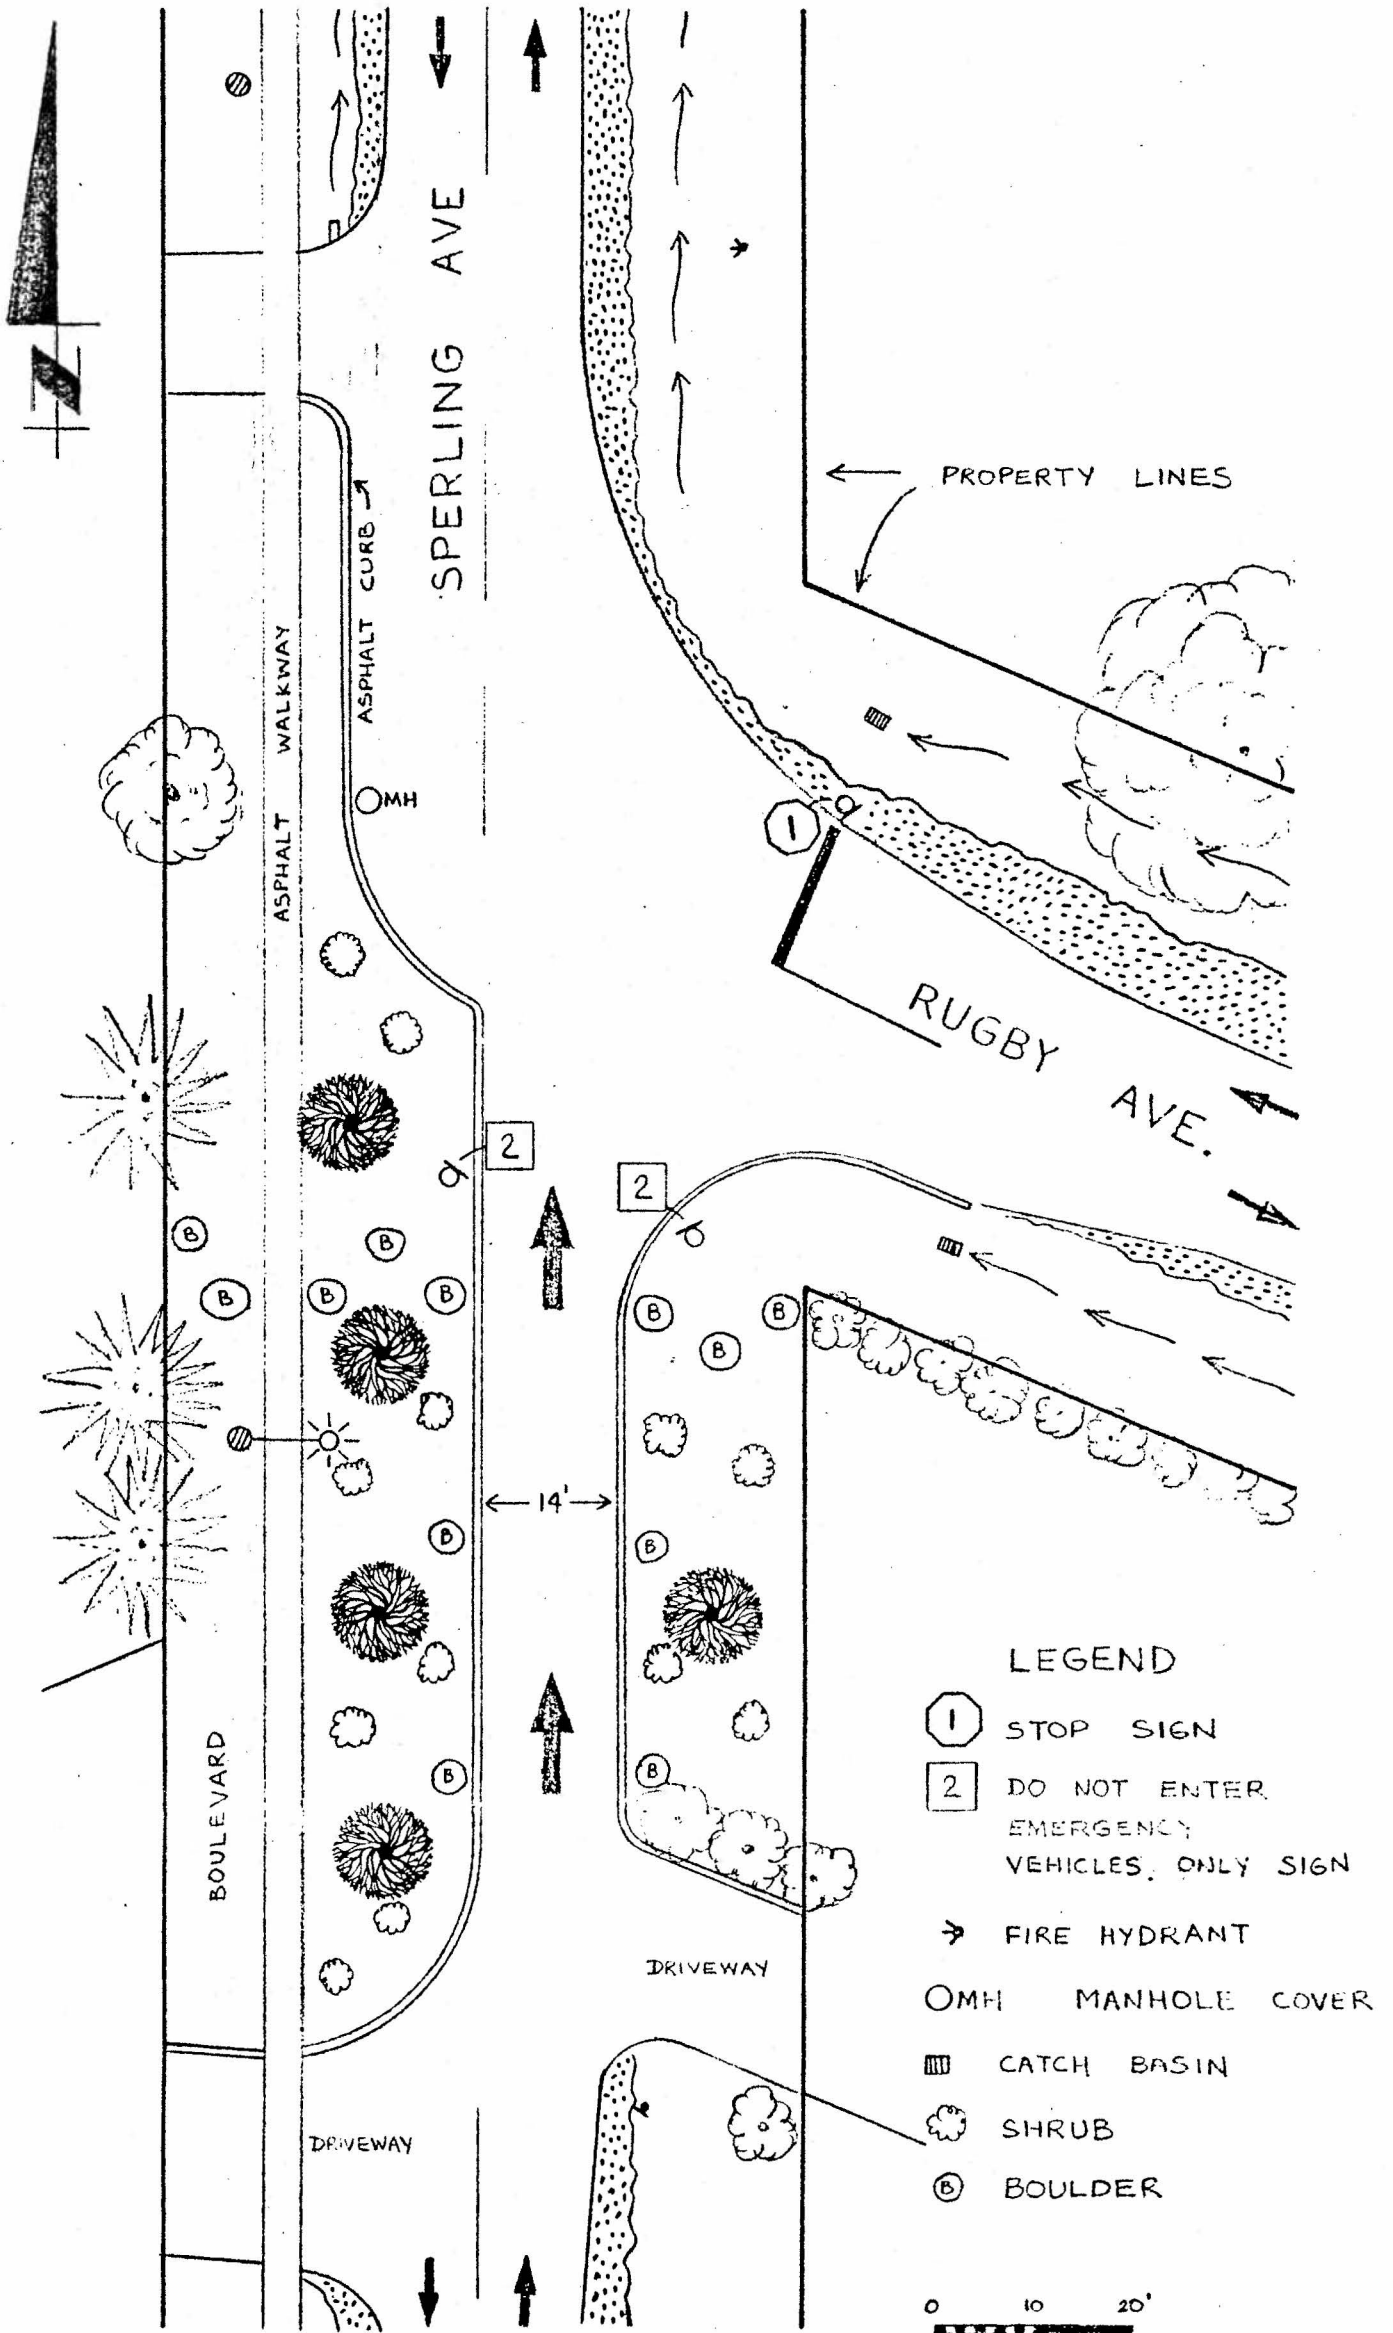 N
SPERLING AVE
PROPERTY LINES
ASPHALT CURB
ASPHALT WALKWAY
MH
1
RUGBY AVE.
2
2
B
B
B
B
B
B
B
B
B
14'
B
B
B
B
BOULEVARD
LEGEND
1 STOP SIGN
2 DO NOT ENTER
EMERGENCY
VEHICLES ONLY SIGN
FIRE HYDRANT
MH MANHOLE COVER
CATCH BASIN
SHRUB
B BOULDER
DRIVEWAY
DRIVEWAY
0 10 20'